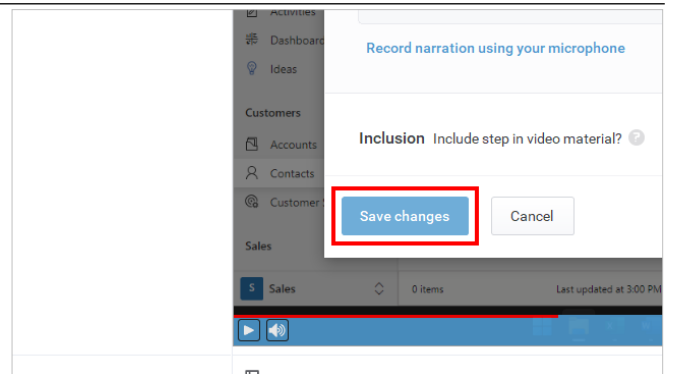 Activities
Dashboard
Record narration using your microphone
Ideas
Customers
Inclusion Include step in video material?
Accounts
Contacts
Customer
Save changes Cancel
Sales
S Sales 0 items Last updated at 3:00 PM